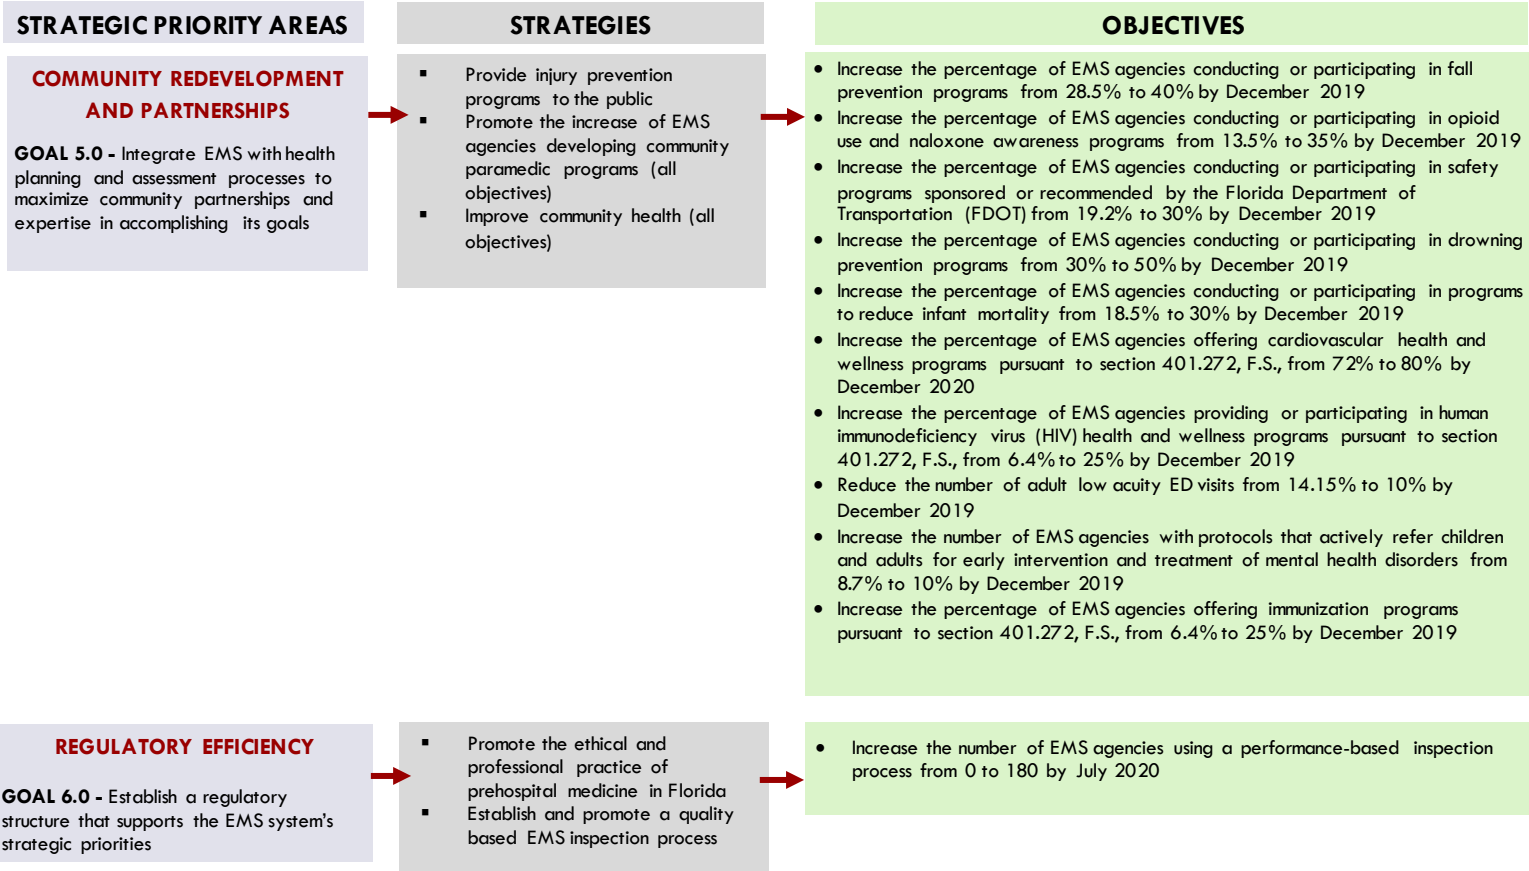 STRATEGIC PRIORITY AREAS
STRATEGIES
OBJECTIVES
COMMUNITY REDEVELOPMENT
AND PARTNERSHIPS
GOAL 5.0 - Integrate EMS with health
planning and assessment processes to
maximize community partnerships and
expertise in accomplishing its goals
▪ Provide injury prevention
programs to the public
▪ Promote the increase of EMS
agencies developing community
paramedic programs (all
objectives)
▪ Improve community health (all
objectives)
• Increase the percentage of EMS agencies conducting or participating in fall
prevention programs from 28.5% to 40% by December 2019
• Increase the percentage of EMS agencies conducting or participating in opioid
use and naloxone awareness programs from 13.5% to 35% by December 2019
• Increase the percentage of EMS agencies conducting or participating in safety
programs sponsored or recommended by the Florida Department of
Transportation (FDOT) from 19.2% to 30% by December 2019
• Increase the percentage of EMS agencies conducting or participating in drowning
prevention programs from 30% to 50% by December 2019
• Increase the percentage of EMS agencies conducting or participating in programs
to reduce infant mortality from 18.5% to 30% by December 2019
• Increase the percentage of EMS agencies offering cardiovascular health and
wellness programs pursuant to section 401.272, F.S., from 72% to 80% by
December 2020
• Increase the percentage of EMS agencies providing or participating in human
immunodeficiency virus (HIV) health and wellness programs pursuant to section
401.272, F.S., from 6.4% to 25% by December 2019
• Reduce the number of adult low acuity ED visits from 14.15% to 10% by
December 2019
• Increase the number of EMS agencies with protocols that actively refer children
and adults for early intervention and treatment of mental health disorders from
8.7% to 10% by December 2019
• Increase the percentage of EMS agencies offering immunization programs
pursuant to section 401.272, F.S., from 6.4% to 25% by December 2019
REGULATORY EFFICIENCY
GOAL 6.0 - Establish a regulatory
structure that supports the EMS system's
strategic priorities
▪ Promote the ethical and
professional practice of
prehospital medicine in Florida
▪ Establish and promote a quality
based EMS inspection process
• Increase the number of EMS agencies using a performance-based inspection
process from 0 to 180 by July 2020